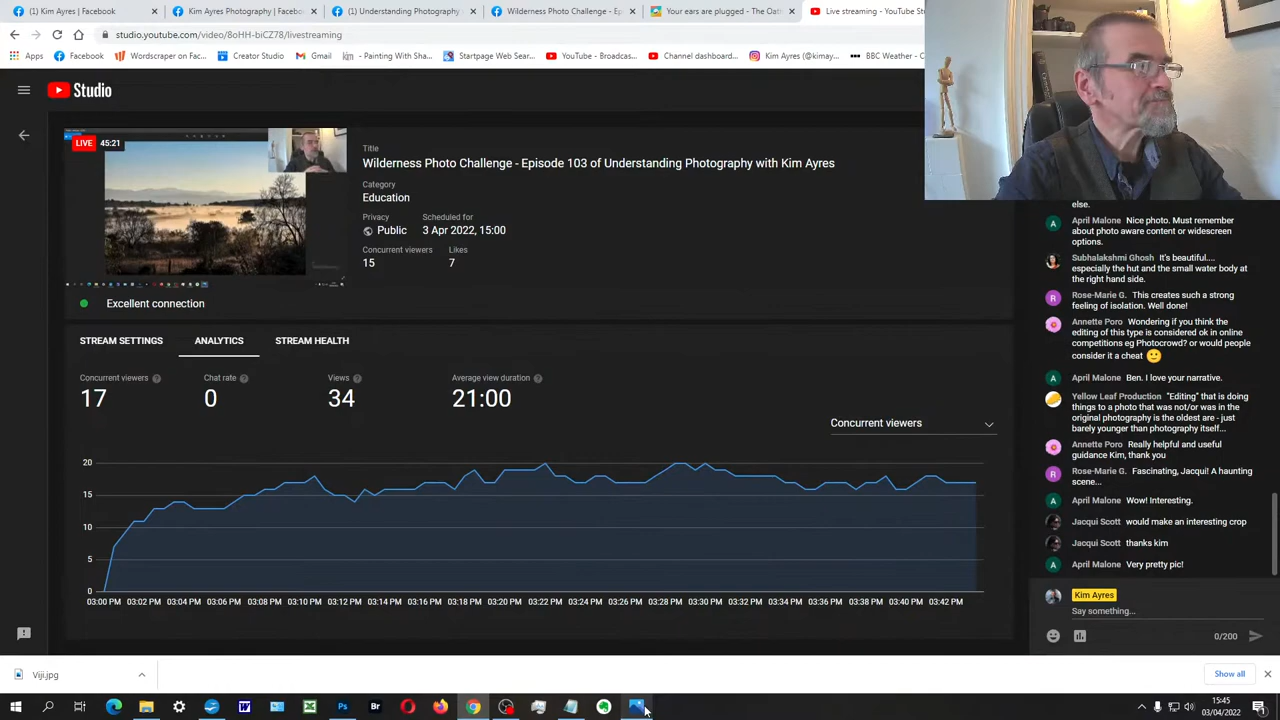 (1) Kim Ayres | Facebook
Kim Ayres Photography | Facebo
(1) Understanding Photography
Wilderness Photo Challenge - Ep
Your ears are plugged - The Oat
Live streaming - YouTube St
studio.youtube.com/video/8oHH-biCZ78/livestreaming
Apps Facebook Wordscraper on Fac... Creator Studio Gmail km - Painting With Sha... Startpage Web Sear... YouTube - Broadcas... Channel dashboard... Kim Ayres (@kimay... BBC Weather - C
Studio
LIVE 45:21
Title
Wilderness Photo Challenge - Episode 103 of Understanding Photography with Kim Ayres
Category
Education
Privacy Scheduled for
Public 3 Apr 2022, 15:00
Concurrent viewers Likes
15 7
Excellent connection
STREAM SETTINGS ANALYTICS STREAM HEALTH
Concurrent viewers Chat rate Views Average view duration
17 0 34 21:00
Concurrent viewers
20
15
10
5
0
03:00 PM 03:02 PM 03:04 PM 03:06 PM 03:08 PM 03:10 PM 03:12 PM 03:14 PM 03:16 PM 03:18 PM 03:20 PM 03:22 PM 03:24 PM 03:26 PM 03:28 PM 03:30 PM 03:32 PM 03:34 PM 03:36 PM 03:38 PM 03:40 PM 03:42 PM
else.
A April Malone Nice photo. Must remember
about photo aware content or widescreen
options.
Subhalakshmi Ghosh It's beautiful....
especially the hut and the small water body at
the right hand side.
R Rose-Marie G. This creates such a strong
feeling of isolation. Well done!
Annette Poro Wondering if you think the
editing of this type is considered ok in online
competitions eg Photocrowd? or would people
consider it a cheat 🙂
A April Malone Ben. I love your narrative.
Yellow Leaf Production "Editing" that is doing
things to a photo that was not/or was in the
original photography is the oldest are - just
barely younger than photography itself...
Annette Poro Really helpful and useful
guidance Kim, thank you
R Rose-Marie G. Fascinating, Jacqui! A haunting
scene...
A April Malone Wow! Interesting.
Jacqui Scott would make an interesting crop
Jacqui Scott thanks kim
A April Malone Very pretty pic!
Kim Ayres
Say something...
0/200
Viji.jpg
Show all
15:45
03/04/2022